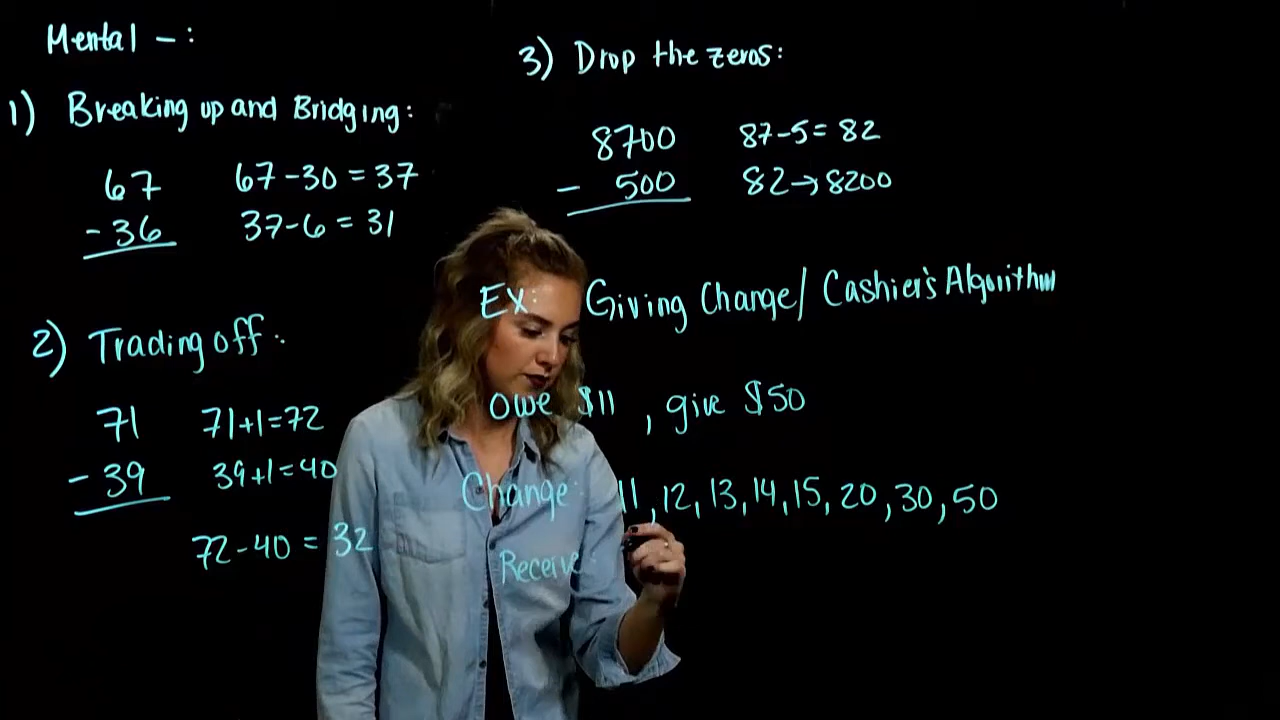 Mental - :
1) Breaking up and Bridging:
67
- 36
67 - 30 = 37
37 - 6 = 31
2) Trading off:
71
- 39
71 + 1 = 72
39 + 1 = 40
72 - 40 = 32
3) Drop the zeros:
8700
- 500
87 - 5 = 82
82 → 8200
EX: Giving Change/ Cashier's Algorithm
Owe $11 , give $50
Change: 11, 12, 13, 14, 15, 20, 30, 50
Receive